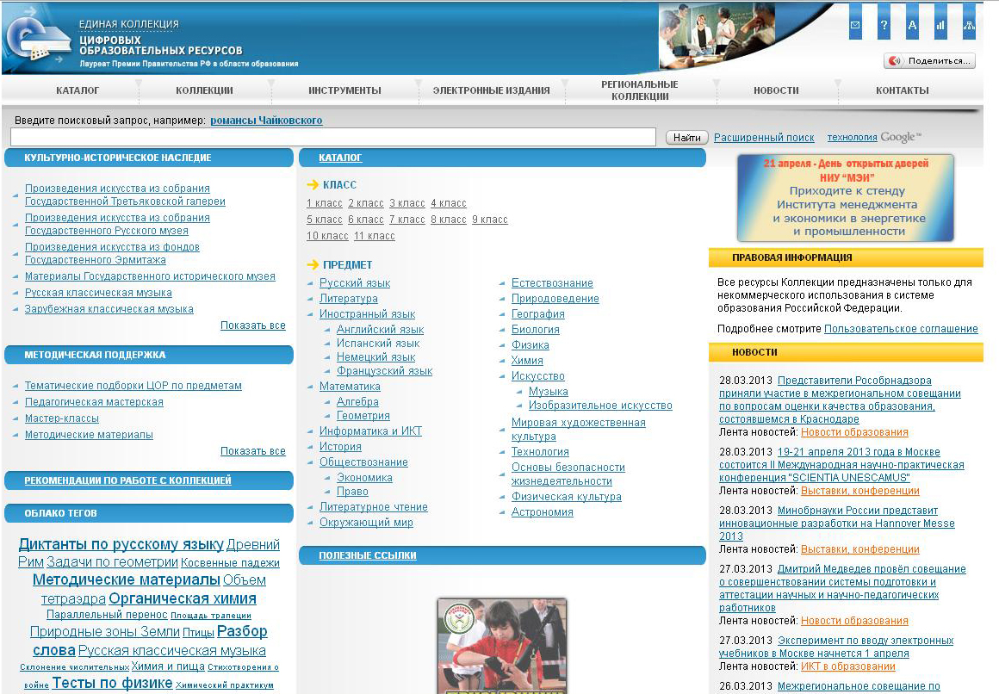 ЕДИНАЯ КОЛЛЕКЦИЯ
ЦИФРОВЫХ
ОБРАЗОВАТЕЛЬНЫХ РЕСУРСОВ
Лауреат Премии Правительства РФ в области образования
? A
Поделиться...
КАТАЛОГ
КОЛЛЕКЦИИ
ИНСТРУМЕНТЫ
ЭЛЕКТРОННЫЕ ИЗДАНИЯ
РЕГИОНАЛЬНЫЕ
КОЛЛЕКЦИИ
НОВОСТИ
КОНТАКТЫ
Введите поисковый запрос, например: романсы Чайковского
Найти Расширенный поиск технология Google™
КУЛЬТУРНО-ИСТОРИЧЕСКОЕ НАСЛЕДИЕ
Произведения искусства из собрания
Государственной Третьяковской галереи
Произведения искусства из собрания
Государственного Русского музея
Произведения искусства из фондов
Государственного Эрмитажа
Материалы Государственного исторического музея
Русская классическая музыка
Зарубежная классическая музыка
Показать все
МЕТОДИЧЕСКАЯ ПОДДЕРЖКА
Тематические подборки ЦОР по предметам
Педагогическая мастерская
Мастер-классы
Методические материалы
Показать все
РЕКОМЕНДАЦИИ ПО РАБОТЕ С КОЛЛЕКЦИЕЙ
ОБЛАКО ТЕГОВ
Диктанты по русскому языку Древний
Рим Задачи по геометрии Косвенные падежи
Методические материалы Объем
тетраэдра Органическая химия
Параллельный перенос Площадь трапеции
Природные зоны Земли Птицы Разбор
слова Русская классическая музыка
Склонение числительных Химия и пища Стихотворения о
войне Тесты по физике Химический практикум
КАТАЛОГ
КЛАСС
1 класс 2 класс 3 класс 4 класс
5 класс 6 класс 7 класс 8 класс 9 класс
10 класс 11 класс
ПРЕДМЕТ
Русский язык
Литература
Иностранный язык
Английский язык
Испанский язык
Немецкий язык
Французский язык
Математика
Алгебра
Геометрия
Информатика и ИКТ
История
Обществознание
Экономика
Право
Литературное чтение
Окружающий мир
Естествознание
Природоведение
География
Биология
Физика
Химия
Искусство
Музыка
Изобразительное искусство
Мировая художественная
культура
Технология
Основы безопасности
жизнедеятельности
Физическая культура
Астрономия
ПОЛЕЗНЫЕ ССЫЛКИ
21 апреля - День открытых дверей
НИУ "МЭИ"
Приходите к стенду
Института менеджмента
и экономики в энергетике
и промышленности
ПРАВОВАЯ ИНФОРМАЦИЯ
Все ресурсы Коллекции предназначены только для
некоммерческого использования в системе
образования Российской Федерации.
Подробнее смотрите Пользовательское соглашение
НОВОСТИ
28.03.2013 Представители Рособрнадзора
приняли участие в межрегиональном совещании
по вопросам оценки качества образования,
состоявшемся в Краснодаре
Лента новостей: Новости образования
28.03.2013 19-21 апреля 2013 года в Москве
состоится II Международная научно-практическая
конференция "SCIENTIA UNESCAMUS"
Лента новостей: Выставки, конференции
28.03.2013 Минобрнауки России представит
инновационные разработки на Hannover Messe
2013
Лента новостей: Выставки, конференции
27.03.2013 Дмитрий Медведев провёл совещание
о совершенствовании системы подготовки и
аттестации научных и научно-педагогических
работников
Лента новостей: Новости образования
27.03.2013 Эксперимент по вводу электронных
учебников в Москве начнется 1 апреля
Лента новостей: ИКТ в образовании
26.03.2013 Межрегиональное совещание по